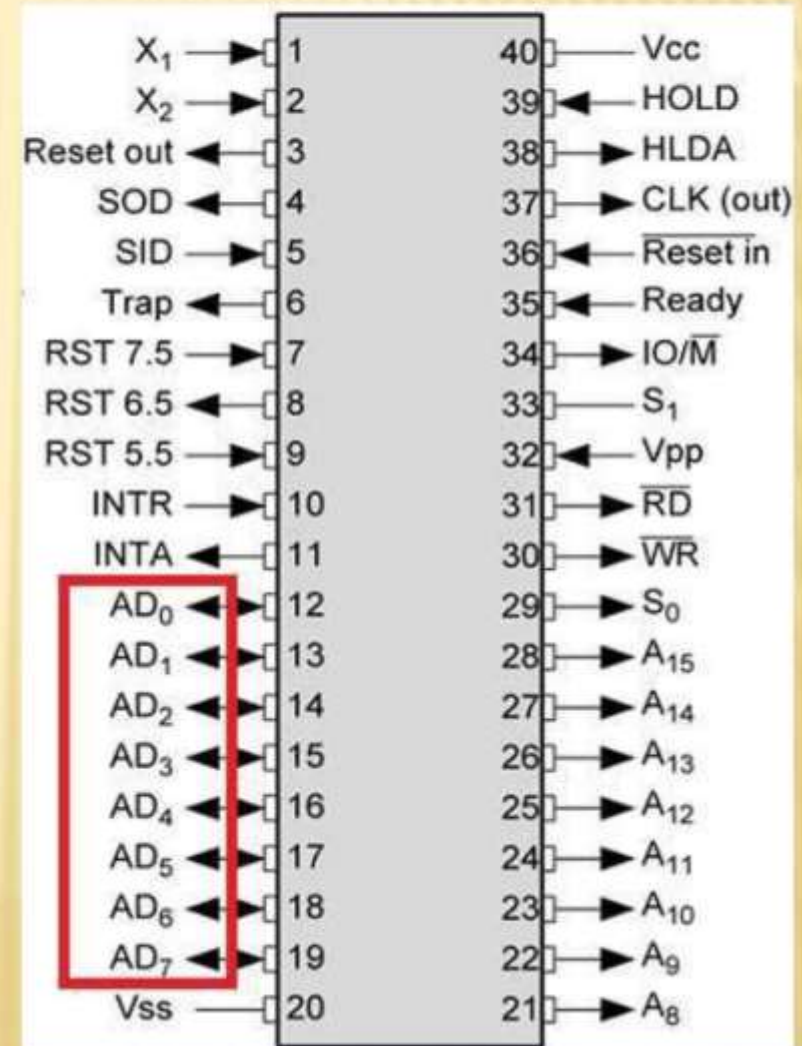 X₁ 1 40 Vcc
X₂ 2 39 HOLD
Reset out 3 38 HLDA
SOD 4 37 CLK (out)
SID 5 36 R̅e̅s̅e̅t̅ ̅i̅n̅
Trap 6 35 Ready
RST 7.5 7 34 IO/M̅
RST 6.5 8 33 S₁
RST 5.5 9 32 Vpp
INTR 10 31 R̅D̅
INTA 11 30 W̅R̅
AD₀ 12 29 S₀
AD₁ 13 28 A₁₅
AD₂ 14 27 A₁₄
AD₃ 15 26 A₁₃
AD₄ 16 25 A₁₂
AD₅ 17 24 A₁₁
AD₆ 18 23 A₁₀
AD₇ 19 22 A₉
Vss 20 21 A₈